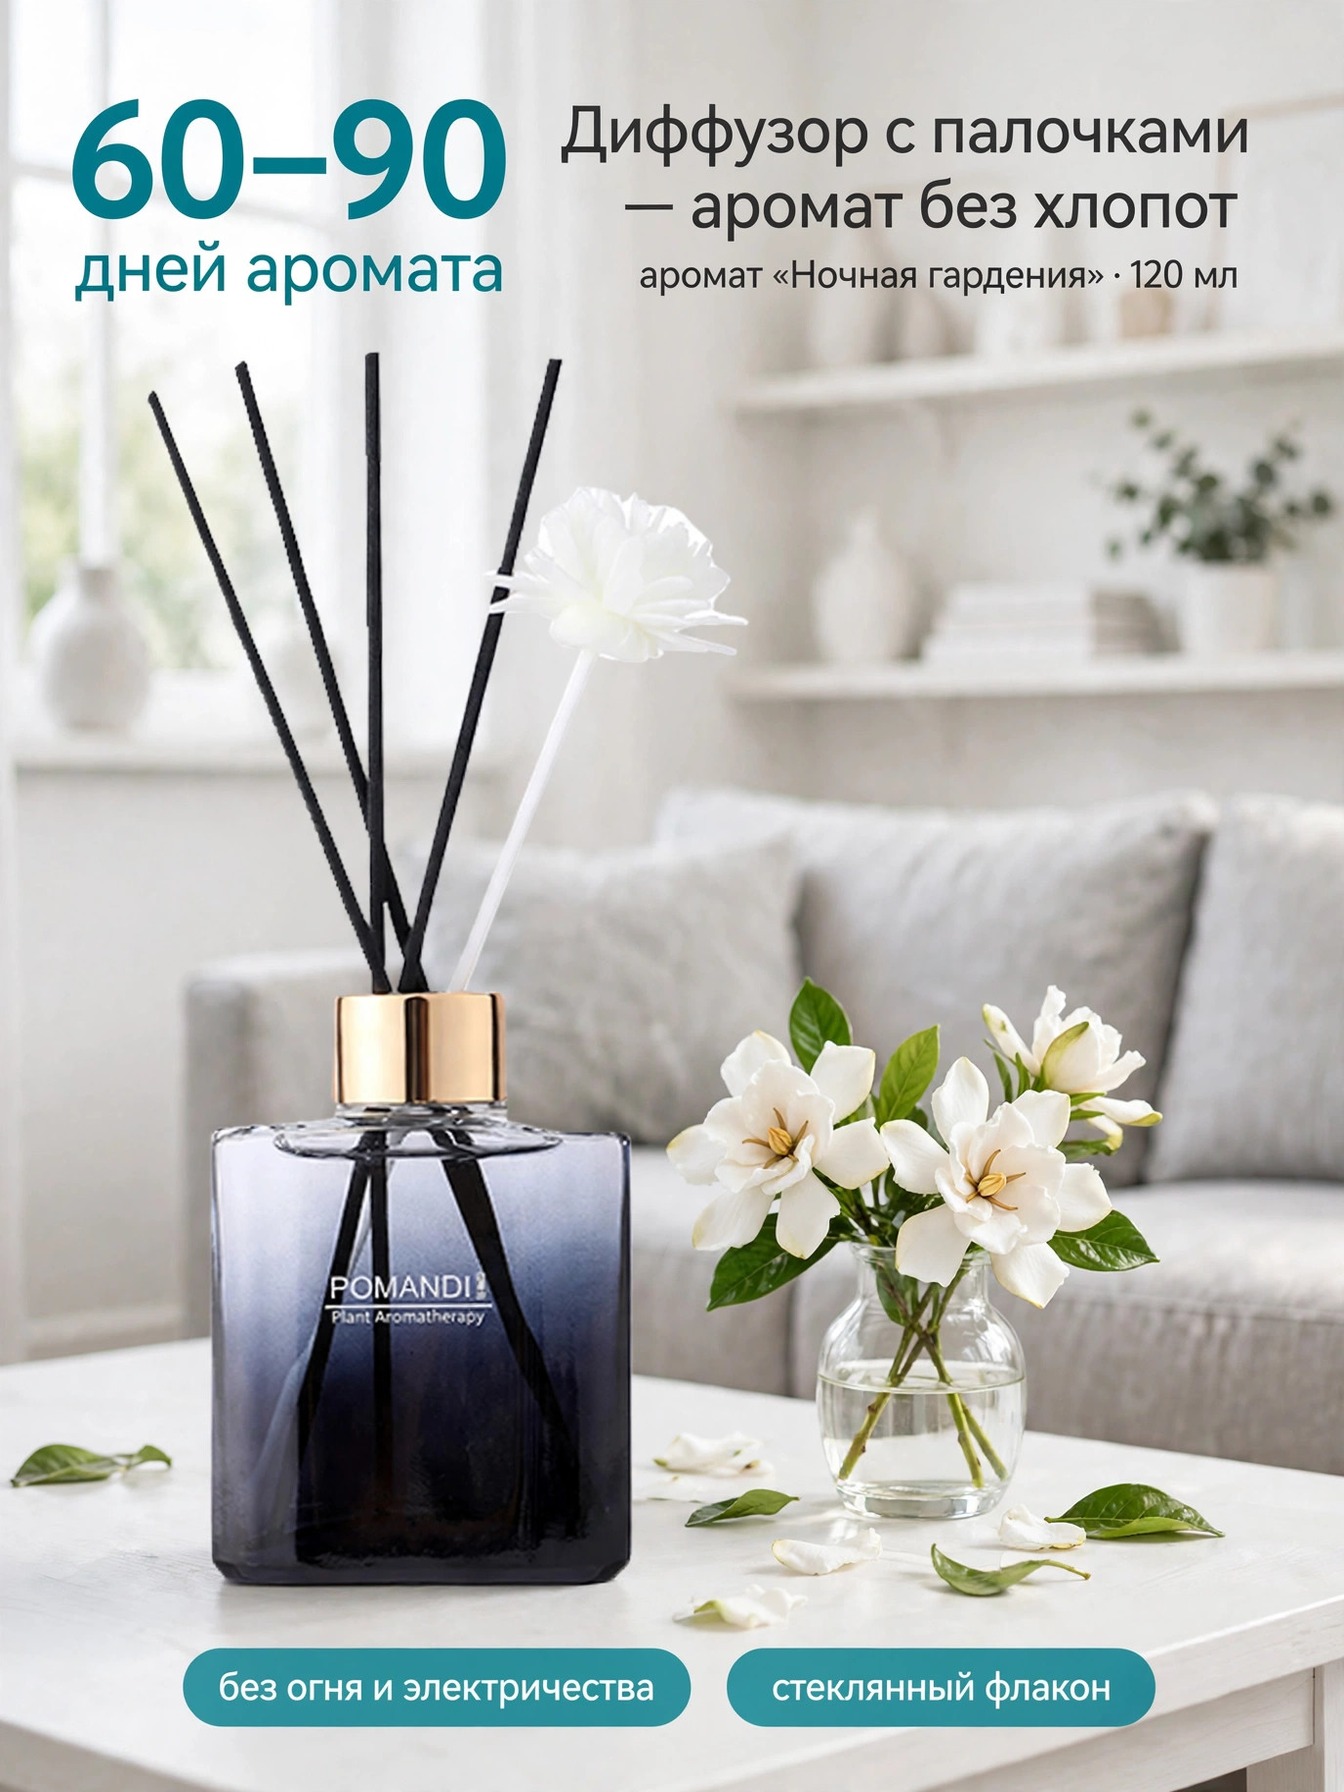 60–90
дней аромата
Диффузор с палочками
— аромат без хлопот
аромат «Ночная гардения» · 120 мл
POMANDI
Plant Aromatherapy
без огня и электричества
стеклянный флакон